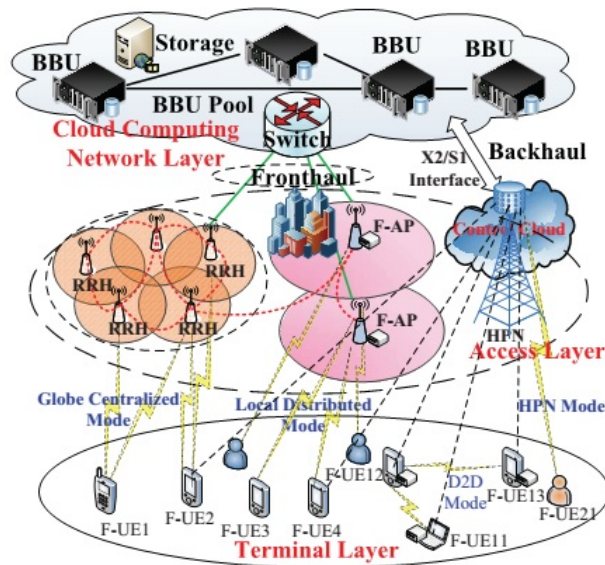 Storage
BBU
BBU
BBU
BBU Pool
Cloud Computing
Network Layer
Switch
X2/S1
Interface
Backhaul
Fronthaul
F-AP
Control Cloud
RRH
RRH
RRH
RRH
F-AP
HPN
Access Layer
Globe Centralized
Mode
Local Distributed
Mode
HPN Mode
F-UE12
D2D
Mode
F-UE13
F-UE21
F-UE1
F-UE2
F-UE3
F-UE4
F-UE11
Terminal Layer